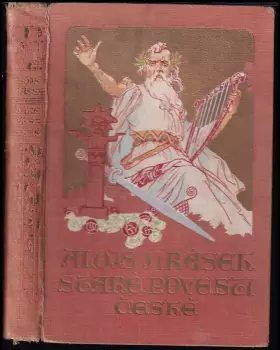 ALOIS JIRÁSEK
STARÉ POVĚSTI
ČESKÉ